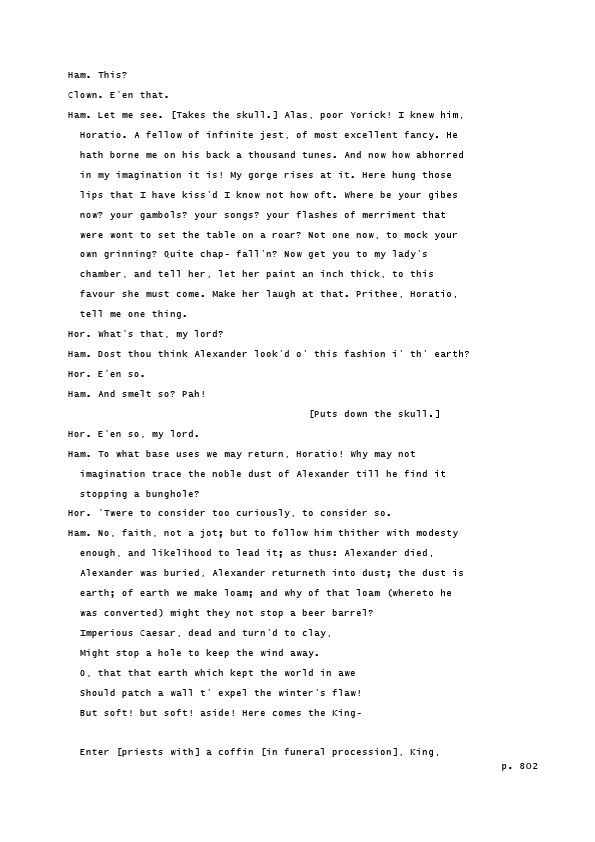 Ham. This?
Clown. E'en that.
Ham. Let me see. [Takes the skull.] Alas, poor Yorick! I knew him,
Horatio. A fellow of infinite jest, of most excellent fancy. He
hath borne me on his back a thousand tunes. And now how abhorred
in my imagination it is! My gorge rises at it. Here hung those
lips that I have kiss'd I know not how oft. Where be your gibes
now? your gambols? your songs? your flashes of merriment that
were wont to set the table on a roar? Not one now, to mock your
own grinning? Quite chap- fall'n? Now get you to my lady's
chamber, and tell her, let her paint an inch thick, to this
favour she must come. Make her laugh at that. Prithee, Horatio,
tell me one thing.
Hor. What's that, my lord?
Ham. Dost thou think Alexander look'd o' this fashion i' th' earth?
Hor. E'en so.
Ham. And smelt so? Pah!
[Puts down the skull.]
Hor. E'en so, my lord.
Ham. To what base uses we may return, Horatio! Why may not
imagination trace the noble dust of Alexander till he find it
stopping a bunghole?
Hor. 'Twere to consider too curiously, to consider so.
Ham. No, faith, not a jot; but to follow him thither with modesty
enough, and likelihood to lead it; as thus: Alexander died,
Alexander was buried, Alexander returneth into dust; the dust is
earth; of earth we make loam; and why of that loam (whereto he
was converted) might they not stop a beer barrel?
Imperious Caesar, dead and turn'd to clay,
Might stop a hole to keep the wind away.
O, that that earth which kept the world in awe
Should patch a wall t' expel the winter's flaw!
But soft! but soft! aside! Here comes the King-
Enter [priests with] a coffin [in funeral procession], King,
p. 802